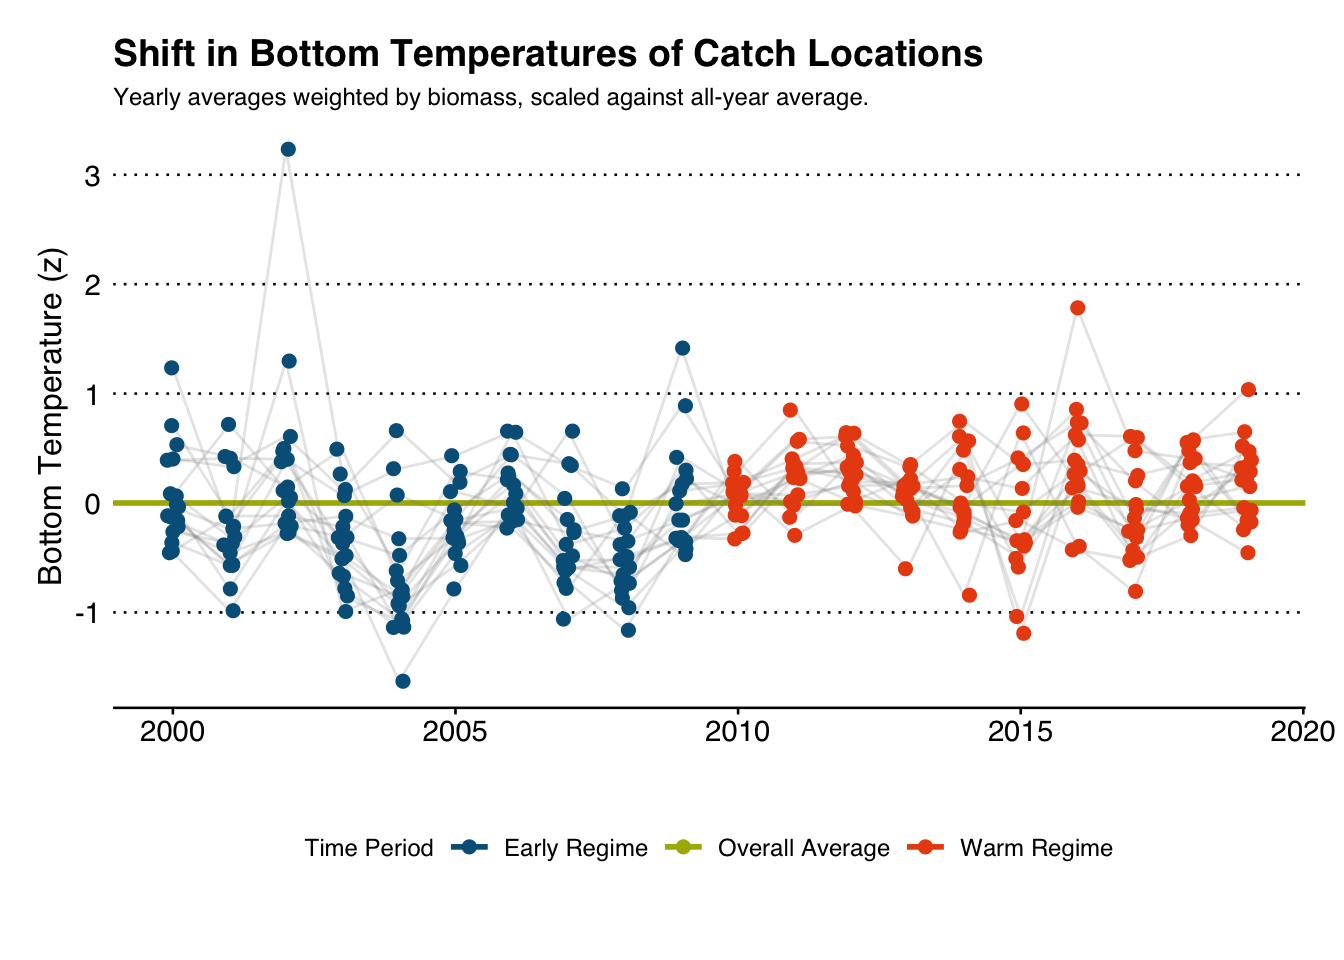 Shift in Bottom Temperatures of Catch Locations
Yearly averages weighted by biomass, scaled against all-year average.
Bottom Temperature (z)
3
2
1
0
-1
2000 2005 2010 2015 2020
Time Period Early Regime Overall Average Warm Regime